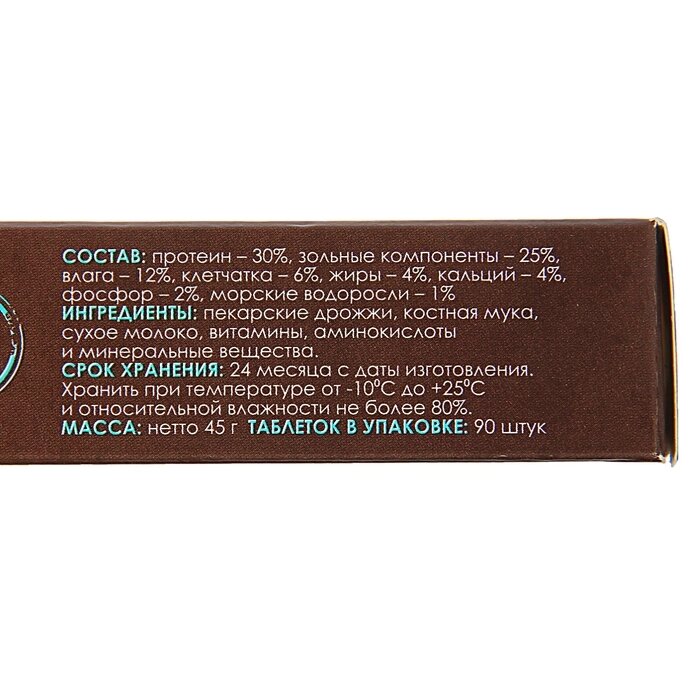 СОСТАВ: протеин – 30%, зольные компоненты – 25%,
влага – 12%, клетчатка – 6%, жиры – 4%, кальций – 4%,
фосфор – 2%, морские водоросли – 1%
ИНГРЕДИЕНТЫ: пекарские дрожжи, костная мука,
сухое молоко, витамины, аминокислоты
и минеральные вещества.
СРОК ХРАНЕНИЯ: 24 месяца с даты изготовления.
Хранить при температуре от -10⁰С до +25⁰С
и относительной влажности не более 80%.
МАССА: нетто 45 г ТАБЛЕТОК В УПАКОВКЕ: 90 штук